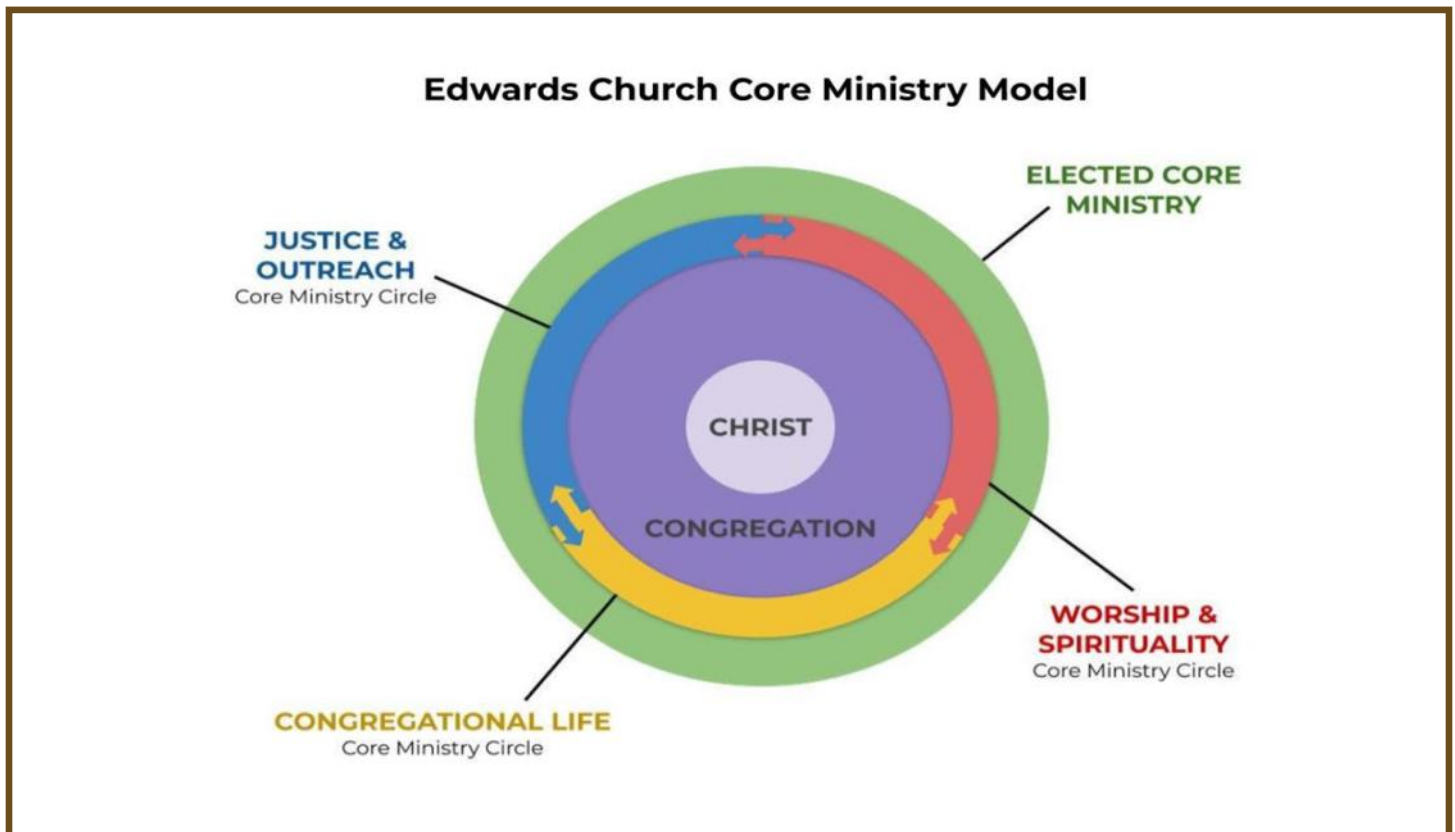 Edwards Church Core Ministry Model
ELECTED CORE
MINISTRY
JUSTICE &
OUTREACH
Core Ministry Circle
CHRIST
CONGREGATION
WORSHIP &
SPIRITUALITY
Core Ministry Circle
CONGREGATIONAL LIFE
Core Ministry Circle